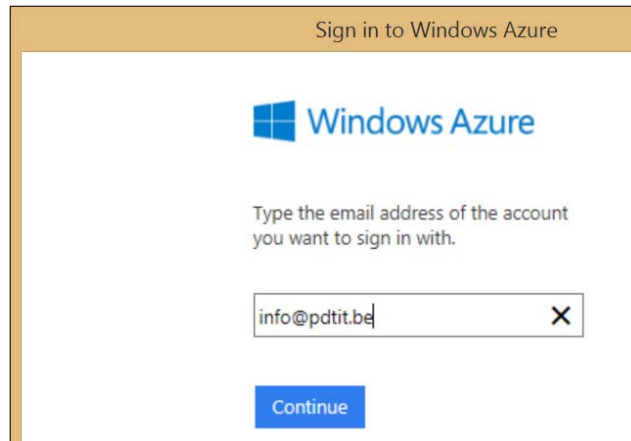 Sign in to Windows Azure
Windows Azure
Type the email address of the account
you want to sign in with.
info@pdtit.be
Continue